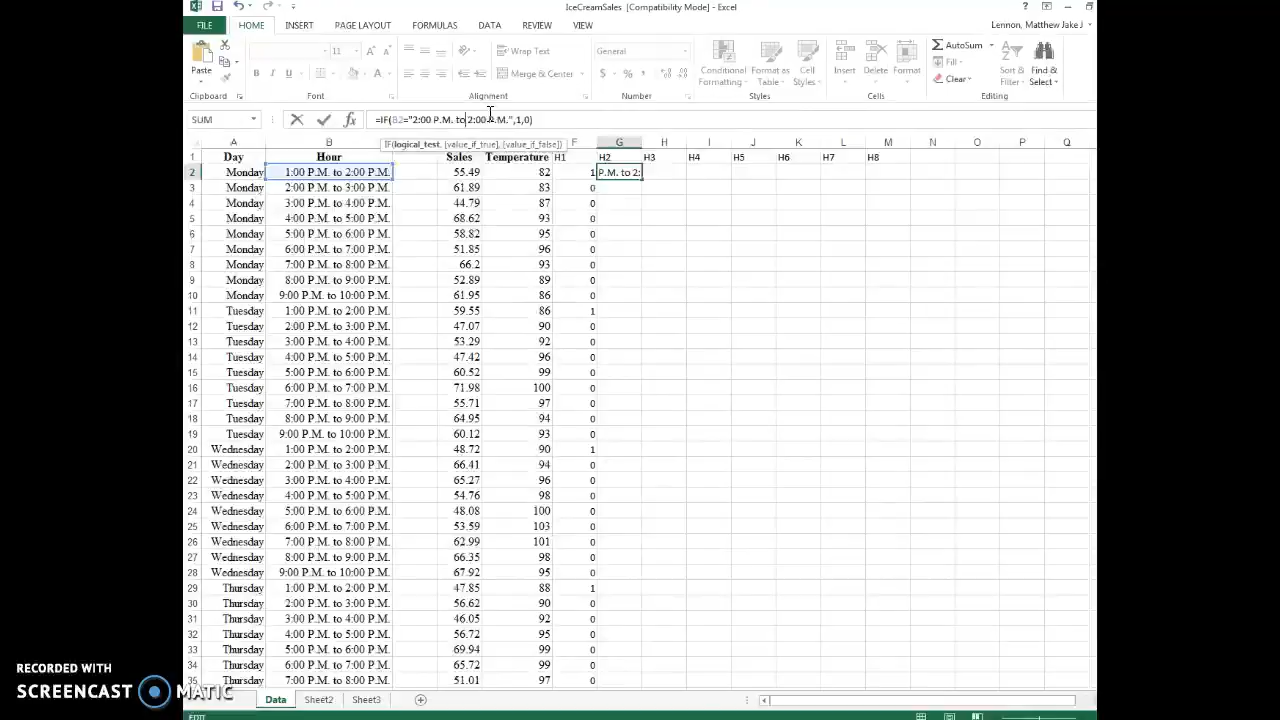 IceCreamSales [Compatibility Mode] - Excel
FILE HOME INSERT PAGE LAYOUT FORMULAS DATA REVIEW VIEW Lennon, Matthew Jake J
Paste 11 B I U A Wrap Text Merge & Center General $ % Conditional Formatting Format as Table Cell Styles Insert Delete Format AutoSum Fill Clear Sort & Filter Find & Select
Clipboard Font Alignment Number Styles Cells Editing
SUM fx =IF(B2="2:00 P.M. to 2:00 P.M.",1,0)
IF(logical_test, [value_if_true], [value_if_false])
A B F G H I J K L M N O P Q
1 Day Hour Sales Temperature H1 H2 H3 H4 H5 H6 H7 H8
2 Monday 1:00 P.M. to 2:00 P.M. 55.49 82 1 P.M. to 2:
3 Monday 2:00 P.M. to 3:00 P.M. 61.89 83 0
4 Monday 3:00 P.M. to 4:00 P.M. 44.79 87 0
5 Monday 4:00 P.M. to 5:00 P.M. 68.62 93 0
6 Monday 5:00 P.M. to 6:00 P.M. 58.82 95 0
7 Monday 6:00 P.M. to 7:00 P.M. 51.85 96 0
8 Monday 7:00 P.M. to 8:00 P.M. 66.2 93 0
9 Monday 8:00 P.M. to 9:00 P.M. 52.89 89 0
10 Monday 9:00 P.M. to 10:00 P.M. 61.95 86 0
11 Tuesday 1:00 P.M. to 2:00 P.M. 59.55 86 1
12 Tuesday 2:00 P.M. to 3:00 P.M. 47.07 90 0
13 Tuesday 3:00 P.M. to 4:00 P.M. 53.29 92 0
14 Tuesday 4:00 P.M. to 5:00 P.M. 47.42 96 0
15 Tuesday 5:00 P.M. to 6:00 P.M. 60.52 99 0
16 Tuesday 6:00 P.M. to 7:00 P.M. 71.98 100 0
17 Tuesday 7:00 P.M. to 8:00 P.M. 55.71 97 0
18 Tuesday 8:00 P.M. to 9:00 P.M. 64.95 94 0
19 Tuesday 9:00 P.M. to 10:00 P.M. 60.12 93 0
20 Wednesday 1:00 P.M. to 2:00 P.M. 48.72 90 1
21 Wednesday 2:00 P.M. to 3:00 P.M. 66.41 94 0
22 Wednesday 3:00 P.M. to 4:00 P.M. 65.27 96 0
23 Wednesday 4:00 P.M. to 5:00 P.M. 54.76 98 0
24 Wednesday 5:00 P.M. to 6:00 P.M. 48.08 100 0
25 Wednesday 6:00 P.M. to 7:00 P.M. 53.59 103 0
26 Wednesday 7:00 P.M. to 8:00 P.M. 62.99 101 0
27 Wednesday 8:00 P.M. to 9:00 P.M. 66.35 98 0
28 Wednesday 9:00 P.M. to 10:00 P.M. 67.92 95 0
29 Thursday 1:00 P.M. to 2:00 P.M. 47.85 88 1
30 Thursday 2:00 P.M. to 3:00 P.M. 56.62 90 0
31 Thursday 3:00 P.M. to 4:00 P.M. 46.05 92 0
32 Thursday 4:00 P.M. to 5:00 P.M. 56.72 95 0
33 Thursday 5:00 P.M. to 6:00 P.M. 69.94 99 0
34 Thursday 6:00 P.M. to 7:00 P.M. 65.72 99 0
35 Thursday 7:00 P.M. to 8:00 P.M. 51.01 97 0
Data Sheet2 Sheet3
EDIT
RECORDED WITH
SCREENCAST MATIC